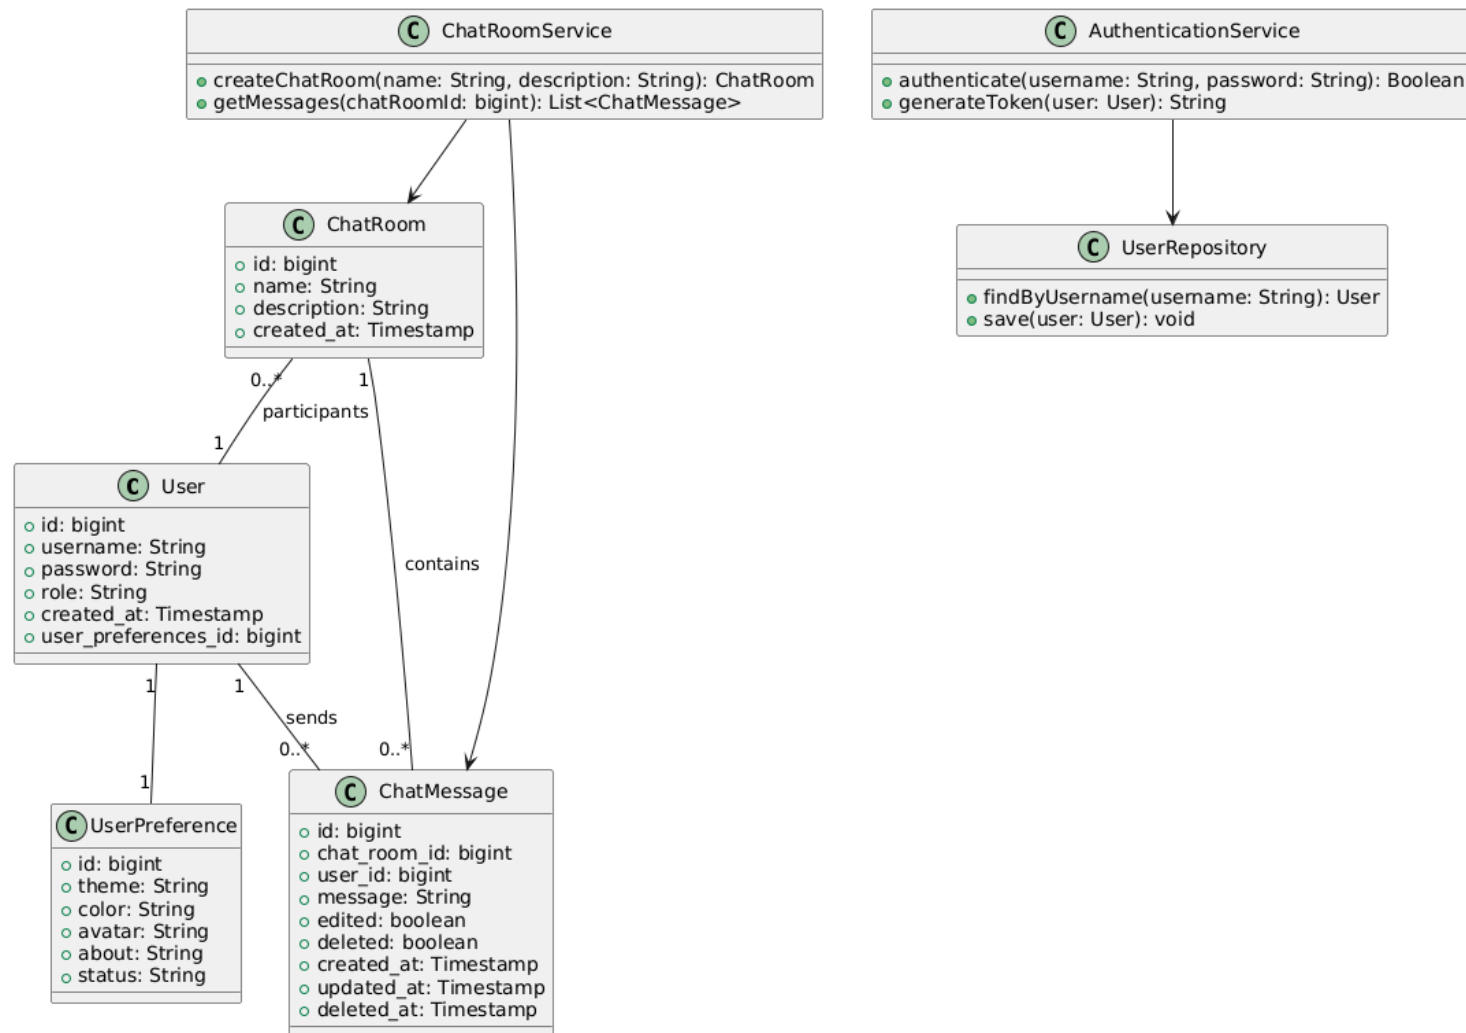 C ChatRoomService
createChatRoom(name: String, description: String): ChatRoom
getMessages(chatRoomId: bigint): List<ChatMessage>
C AuthenticationService
authenticate(username: String, password: String): Boolean
generateToken(user: User): String
C ChatRoom
id: bigint
name: String
description: String
created_at: Timestamp
C UserRepository
findByUsername(username: String): User
save(user: User): void
0..*
1
participants
1
contains
C User
id: bigint
username: String
password: String
role: String
created_at: Timestamp
user_preferences_id: bigint
1
1
sends
0..*
0..*
1
C UserPreference
id: bigint
theme: String
color: String
avatar: String
about: String
status: String
C ChatMessage
id: bigint
chat_room_id: bigint
user_id: bigint
message: String
edited: boolean
deleted: boolean
created_at: Timestamp
updated_at: Timestamp
deleted_at: Timestamp